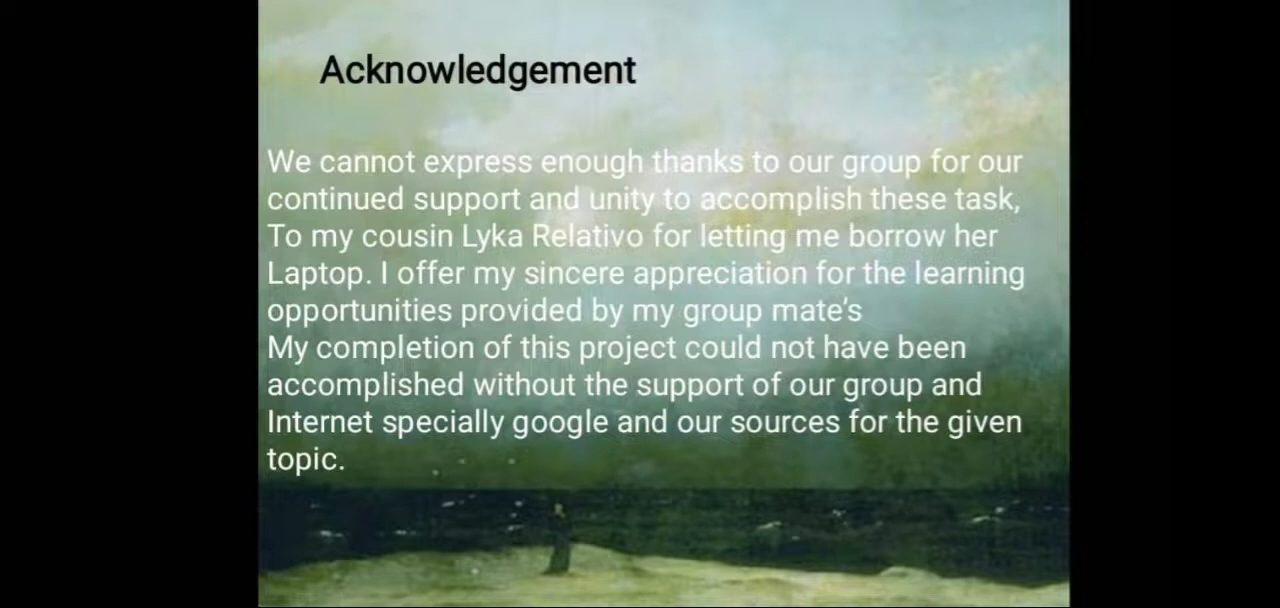 Acknowledgement
We cannot express enough thanks to our group for our
continued support and unity to accomplish these task,
To my cousin Lyka Relativo for letting me borrow her
Laptop. I offer my sincere appreciation for the learning
opportunities provided by my group mate's
My completion of this project could not have been
accomplished without the support of our group and
Internet specially google and our sources for the given
topic.